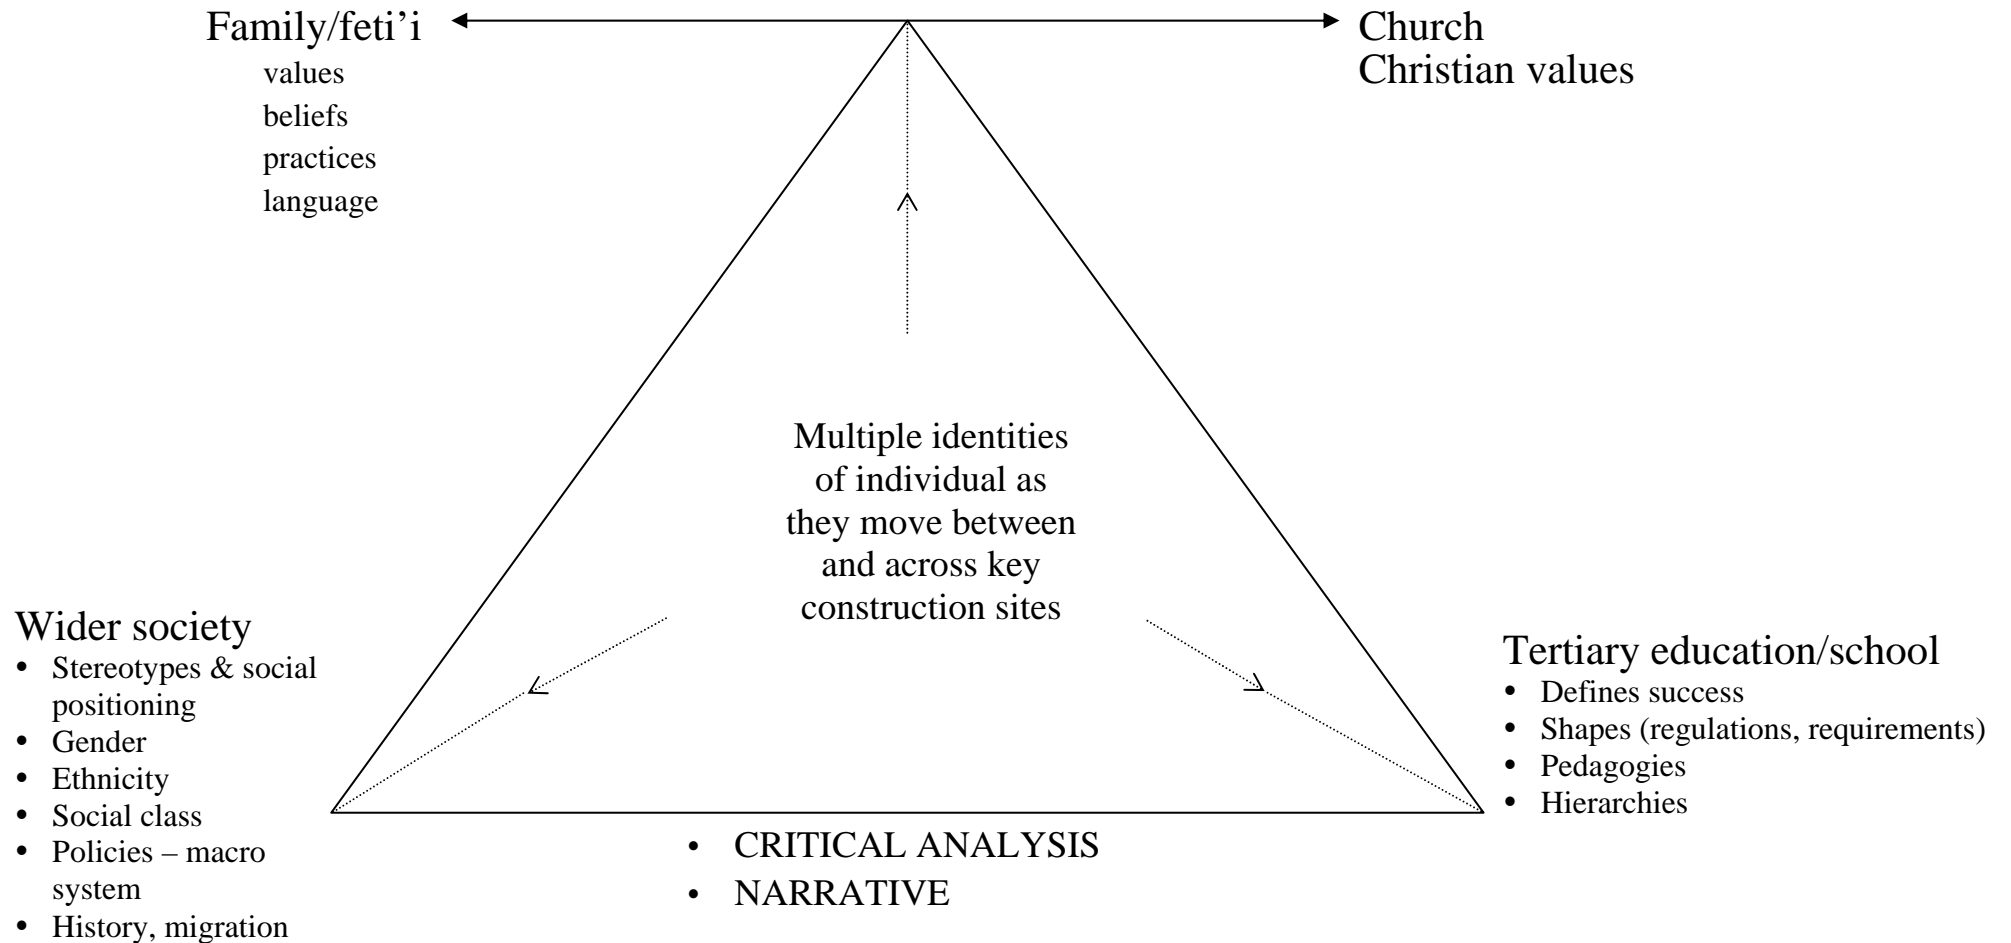 Family/feti’i
values
beliefs
practices
language
Church
Christian values
Multiple identities
of individual as
they move between
and across key
construction sites
Wider society
• Stereotypes & social
positioning
• Gender
• Ethnicity
• Social class
• Policies – macro
system
• History, migration
Tertiary education/school
• Defines success
• Shapes (regulations, requirements)
• Pedagogies
• Hierarchies
• CRITICAL ANALYSIS
• NARRATIVE